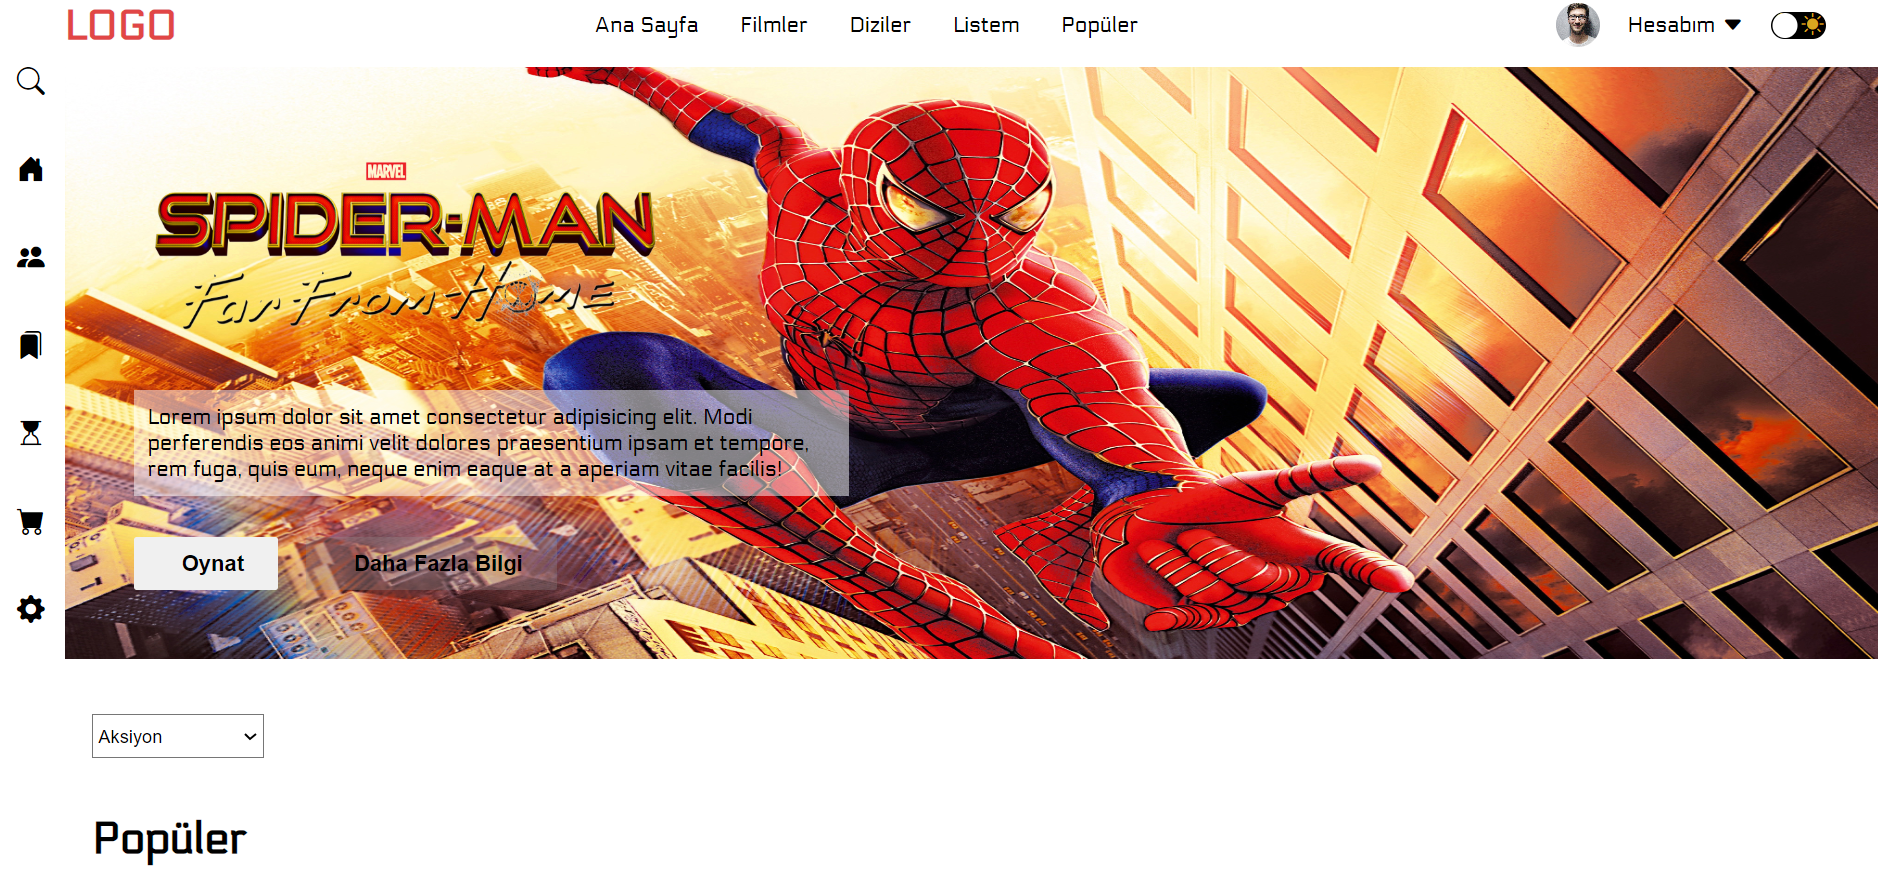 LOGO
Ana Sayfa
Filmler
Diziler
Listem
Popüler
Hesabım
MARVEL
SPIDER-MAN
Far From Home
Lorem ipsum dolor sit amet consectetur adipisicing elit. Modi
perferendis eos animi velit dolores praesentium ipsam et tempore,
rem fuga, quis eum, neque enim eaque at a aperiam vitae facilis!
Oynat
Daha Fazla Bilgi
Aksiyon
Popüler